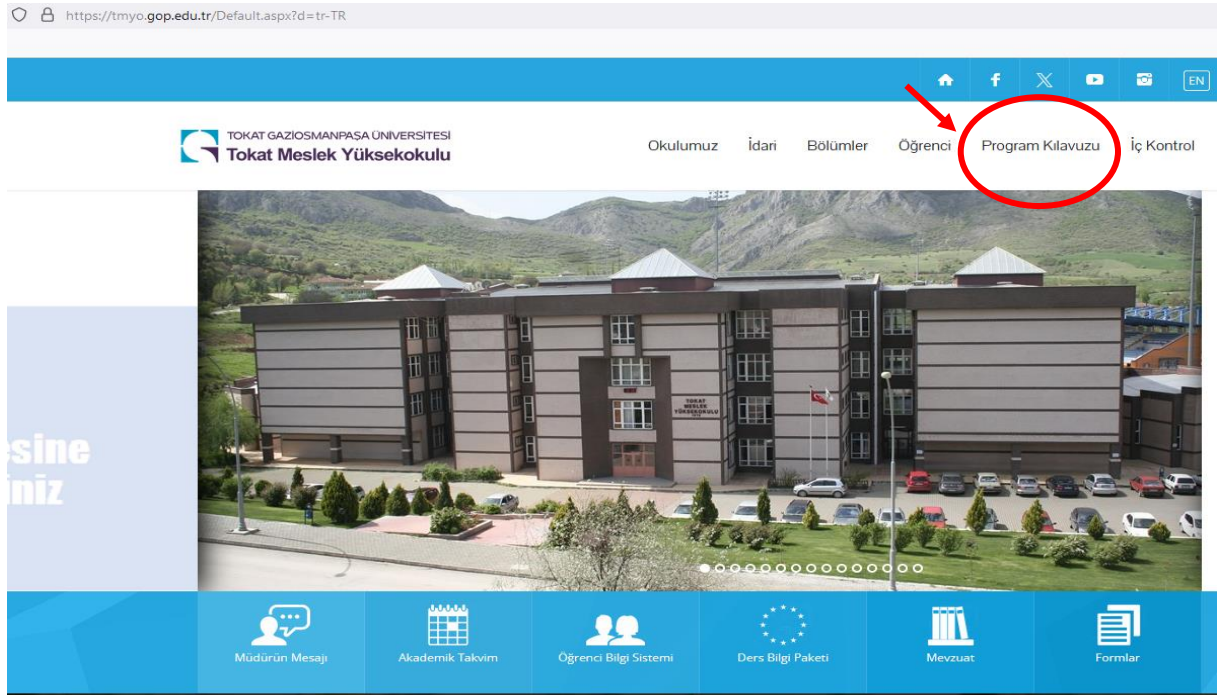 https://tmyo.gop.edu.tr/Default.aspx?d=tr-TR
EN
TOKAT GAZİOSMANPAŞA ÜNİVERSİTESİ
Tokat Meslek Yüksekokulu
Okulumuz İdari Bölümler Öğrenci Program Kılavuzu İç Kontrol
TOKAT
MESLEK
YÜKSEKOKULU
esine
iniz
Müdürün Mesajı Akademik Takvim Öğrenci Bilgi Sistemi Ders Bilgi Paketi Mevzuat Formlar